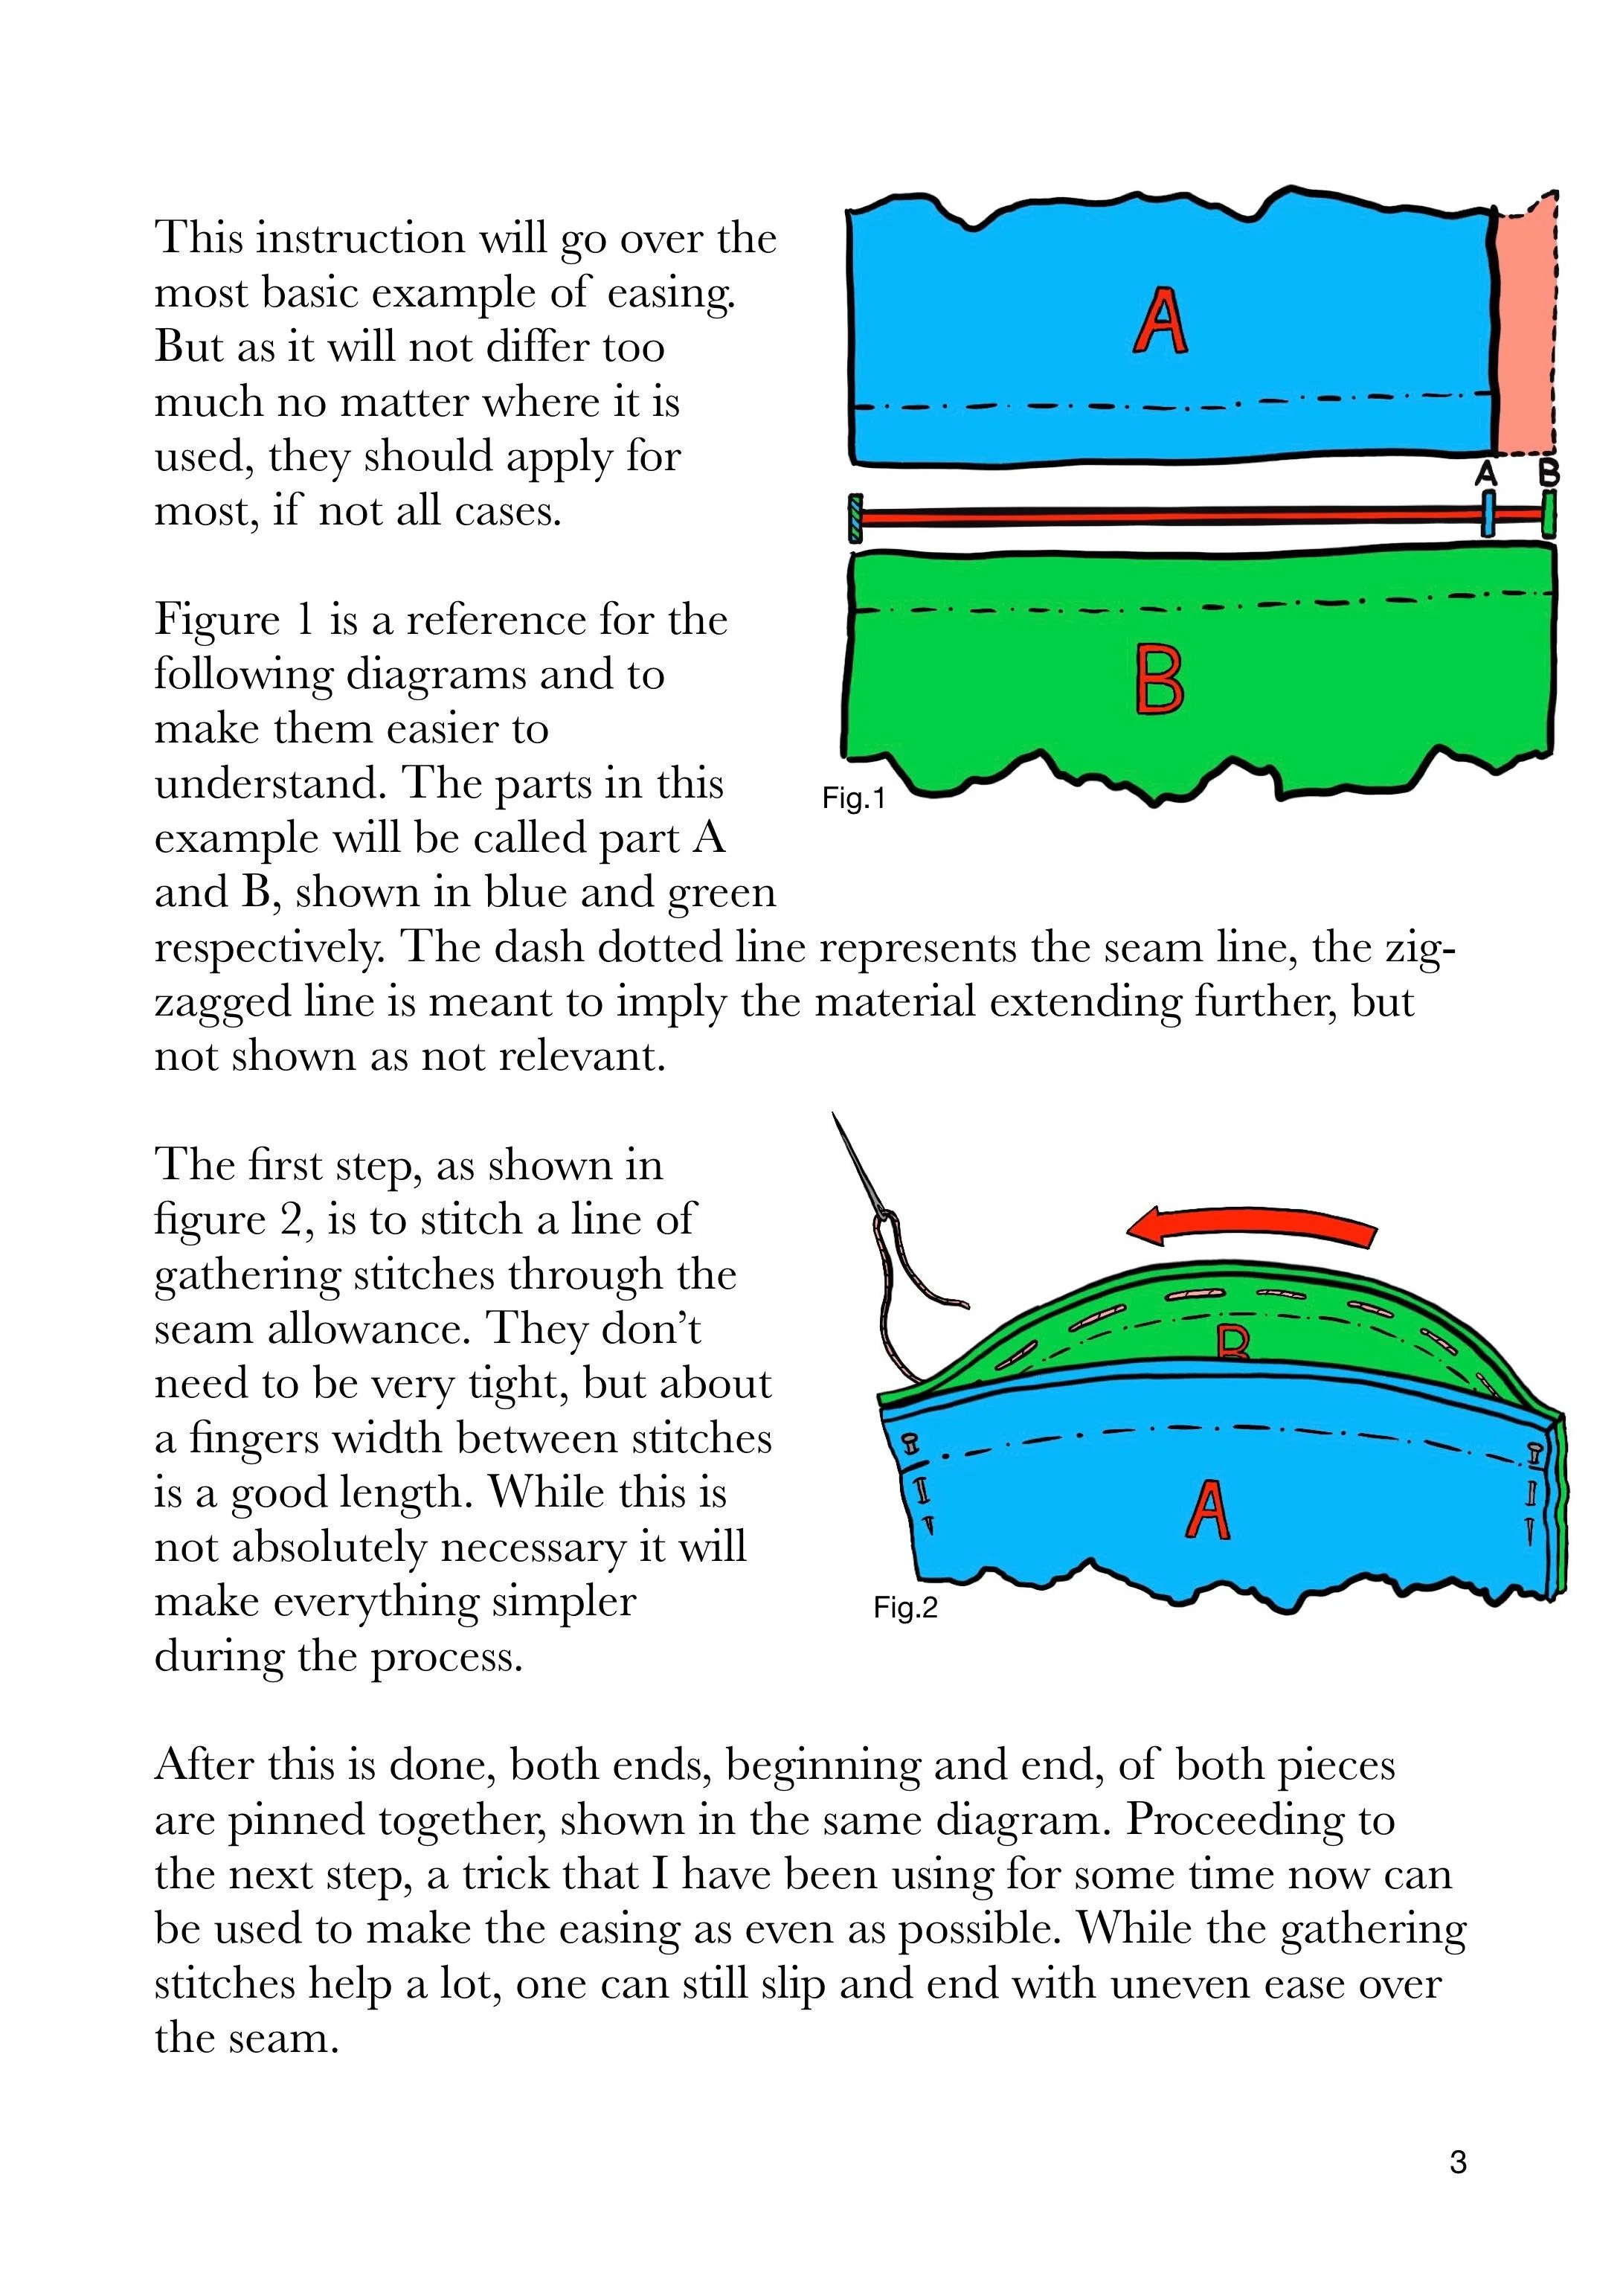 This instruction will go over the
most basic example of easing.
But as it will not differ too
much no matter where it is
used, they should apply for
most, if not all cases.
A
A B
B
Fig.1
Figure 1 is a reference for the
following diagrams and to
make them easier to
understand. The parts in this
example will be called part A
and B, shown in blue and green
respectively. The dash dotted line represents the seam line, the zig-
zagged line is meant to imply the material extending further, but
not shown as not relevant.
The first step, as shown in
figure 2, is to stitch a line of
gathering stitches through the
seam allowance. They don’t
need to be very tight, but about
a fingers width between stitches
is a good length. While this is
not absolutely necessary it will
make everything simpler
during the process.
B
A
Fig.2
After this is done, both ends, beginning and end, of both pieces
are pinned together, shown in the same diagram. Proceeding to
the next step, a trick that I have been using for some time now can
be used to make the easing as even as possible. While the gathering
stitches help a lot, one can still slip and end with uneven ease over
the seam.
3